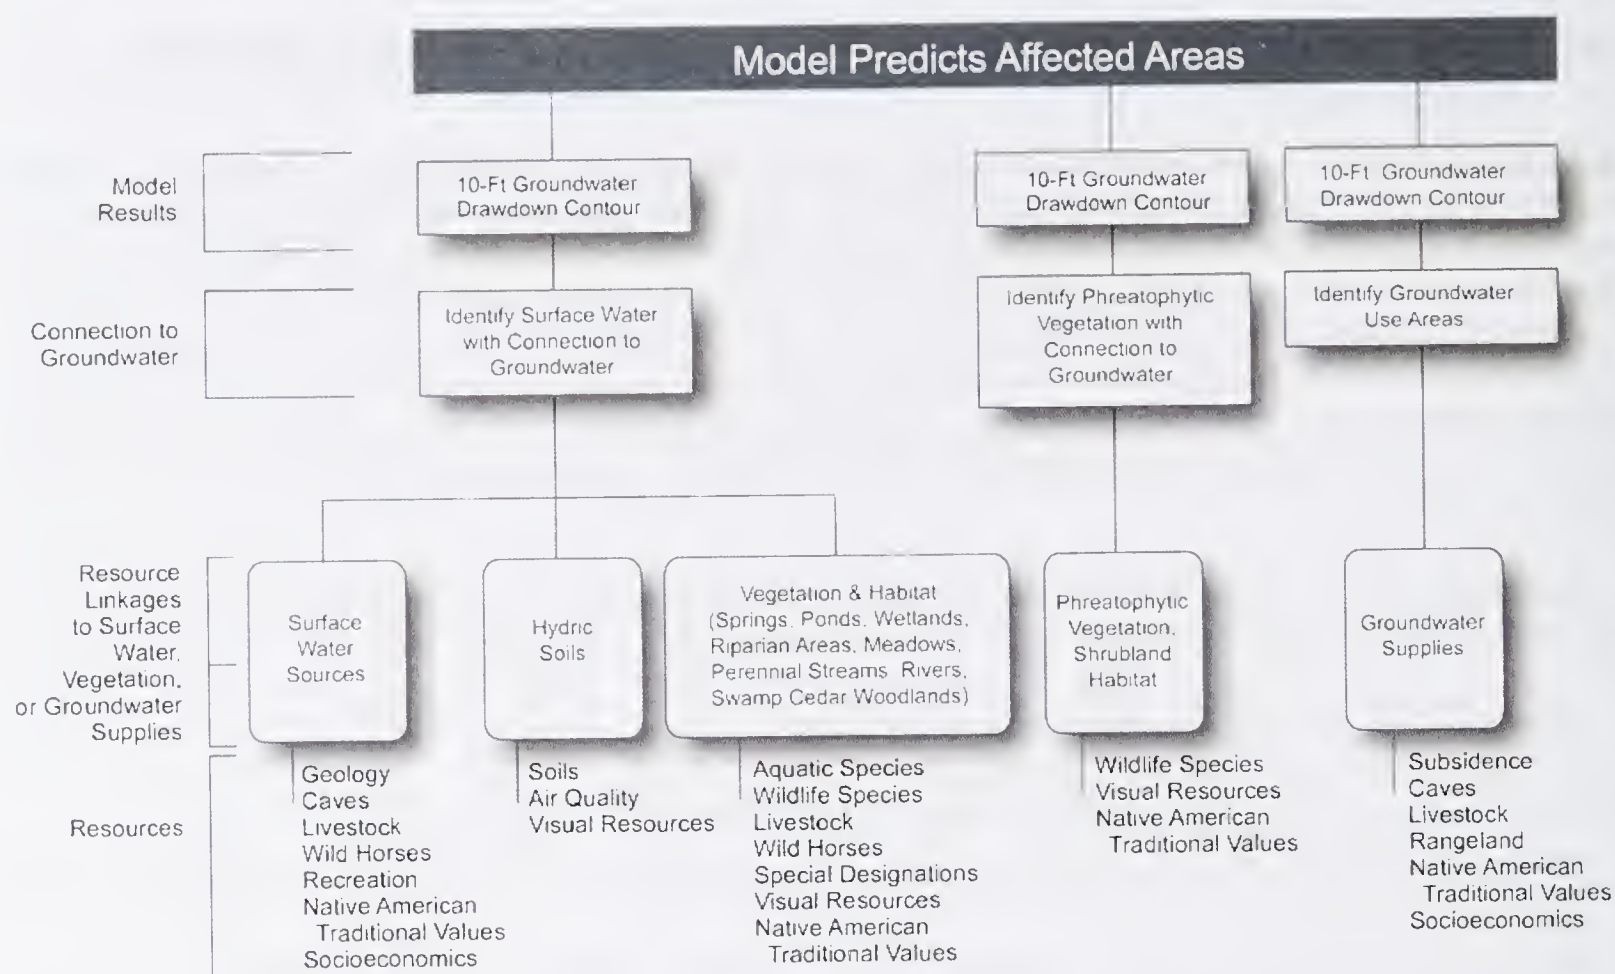 Model Predicts Affected Areas
Model
Results
10-Ft Groundwater
Drawdown Contour
10-Ft Groundwater
Drawdown Contour
10-Ft Groundwater
Drawdown Contour
Connection to
Groundwater
Identify Surface Water
with Connection to
Groundwater
Identify Phreatophytic
Vegetation with
Connection to
Groundwater
Identify Groundwater
Use Areas
Resource
Linkages
to Surface
Water,
Vegetation,
or Groundwater
Supplies
Surface
Water
Sources
Hydric
Soils
Vegetation & Habitat
(Springs, Ponds, Wetlands,
Riparian Areas, Meadows,
Perennial Streams Rivers,
Swamp Cedar Woodlands)
Phreatophytic
Vegetation,
Shrubland
Habitat
Groundwater
Supplies
Resources
Geology
Caves
Livestock
Wild Horses
Recreation
Native American
Traditional Values
Socioeconomics
Soils
Air Quality
Visual Resources
Aquatic Species
Wildlife Species
Livestock
Wild Horses
Special Designations
Visual Resources
Native American
Traditional Values
Wildlife Species
Visual Resources
Native American
Traditional Values
Subsidence
Caves
Livestock
Rangeland
Native American
Traditional Values
Socioeconomics